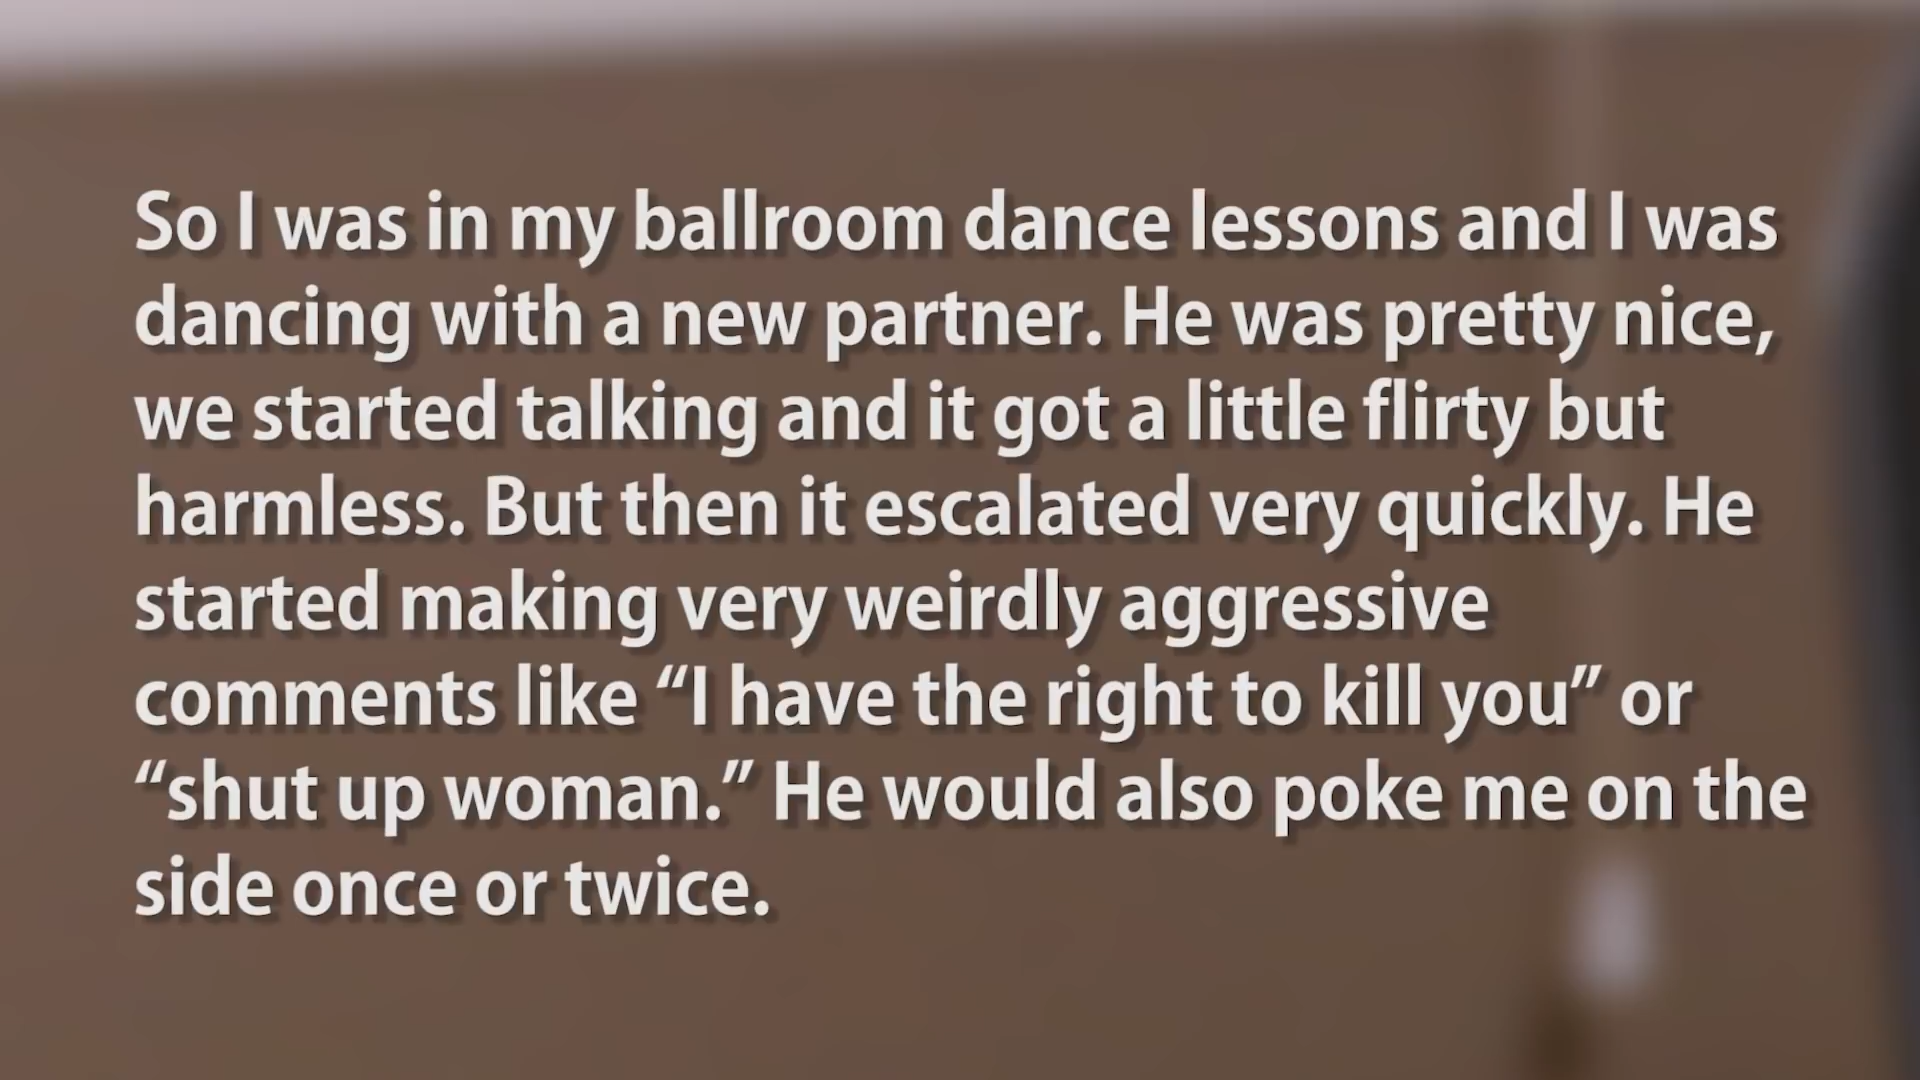 So I was in my ballroom dance lessons and I was
dancing with a new partner. He was pretty nice,
we started talking and it got a little flirty but
harmless. But then it escalated very quickly. He
started making very weirdly aggressive
comments like “I have the right to kill you” or
“shut up woman.” He would also poke me on the
side once or twice.